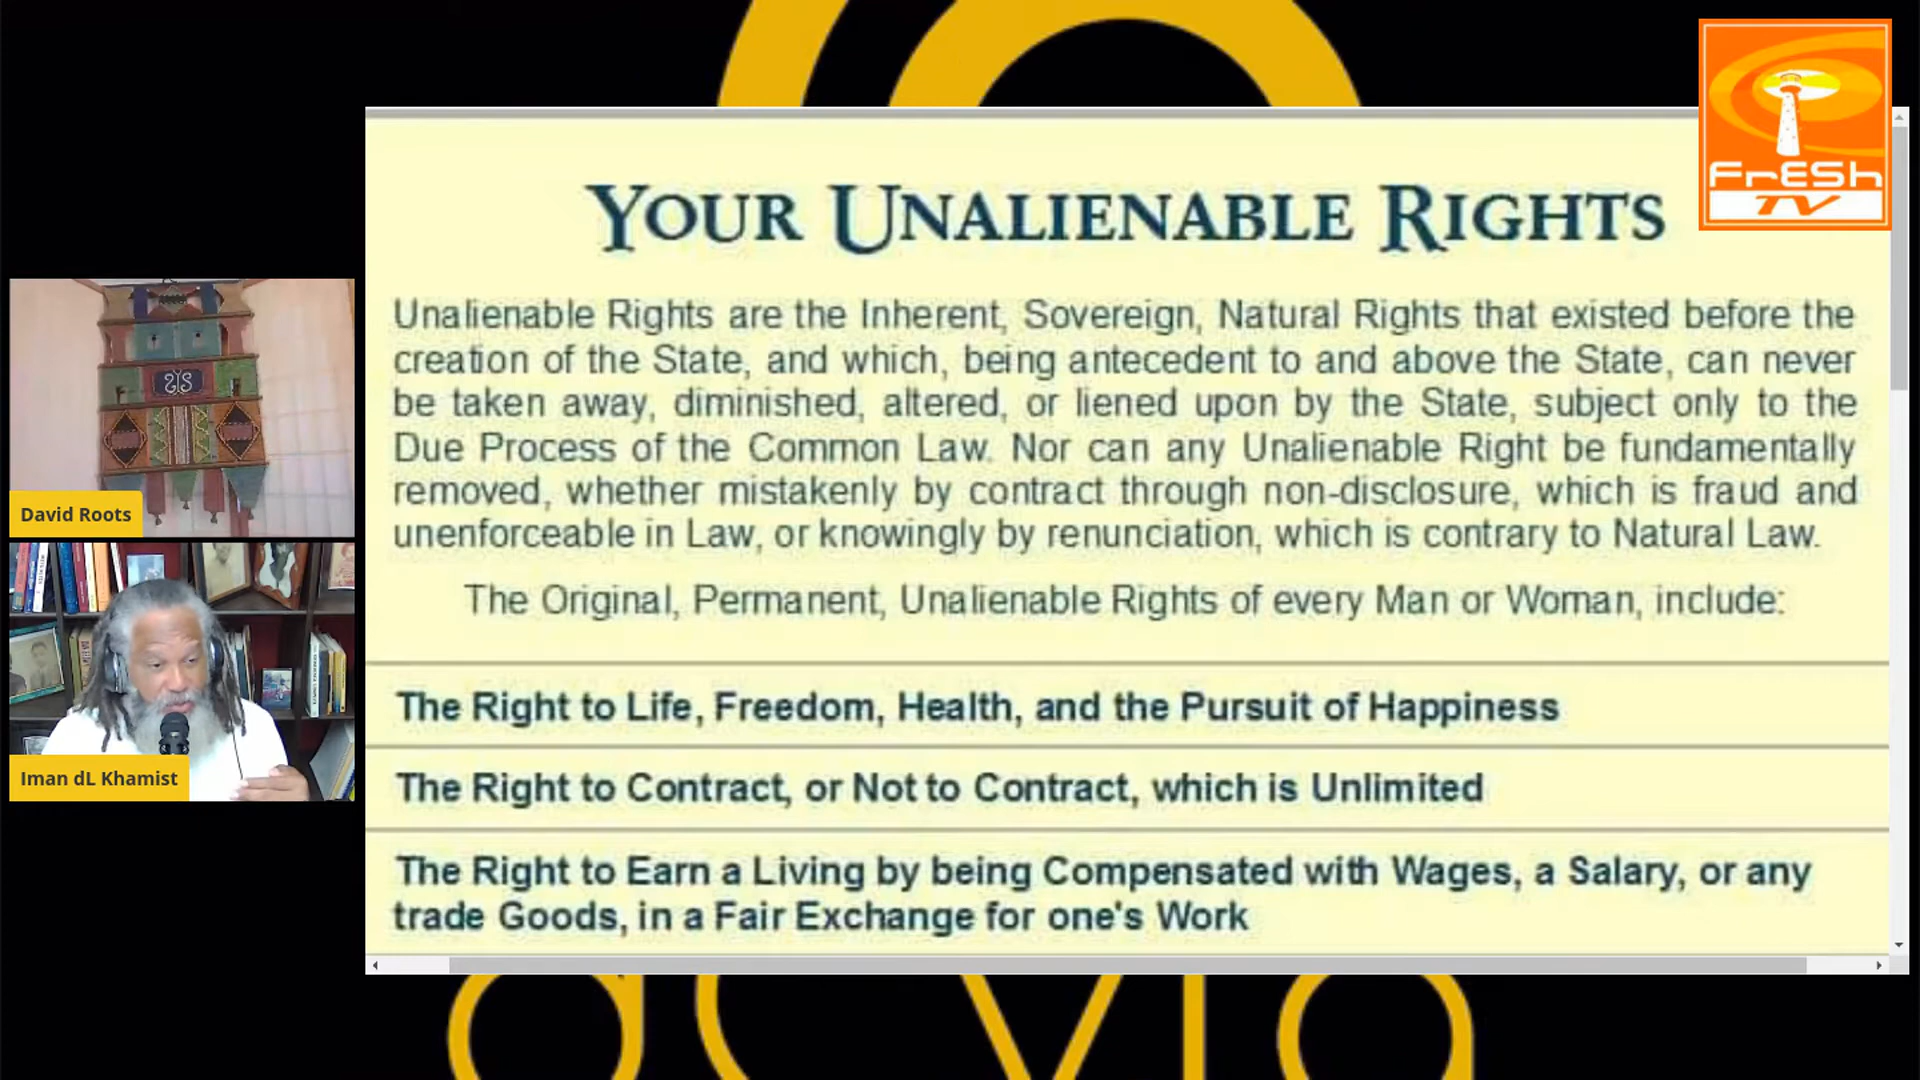 FrESh
TV
YOUR UNALIENABLE RIGHTS
Unalienable Rights are the Inherent, Sovereign, Natural Rights that existed before the
creation of the State, and which, being antecedent to and above the State, can never
be taken away, diminished, altered, or liened upon by the State, subject only to the
Due Process of the Common Law. Nor can any Unalienable Right be fundamentally
removed, whether mistakenly by contract through non-disclosure, which is fraud and
unenforceable in Law, or knowingly by renunciation, which is contrary to Natural Law.
The Original, Permanent, Unalienable Rights of every Man or Woman, include:
The Right to Life, Freedom, Health, and the Pursuit of Happiness
The Right to Contract, or Not to Contract, which is Unlimited
The Right to Earn a Living by being Compensated with Wages, a Salary, or any
trade Goods, in a Fair Exchange for one's Work
David Roots
Iman dL Khamist